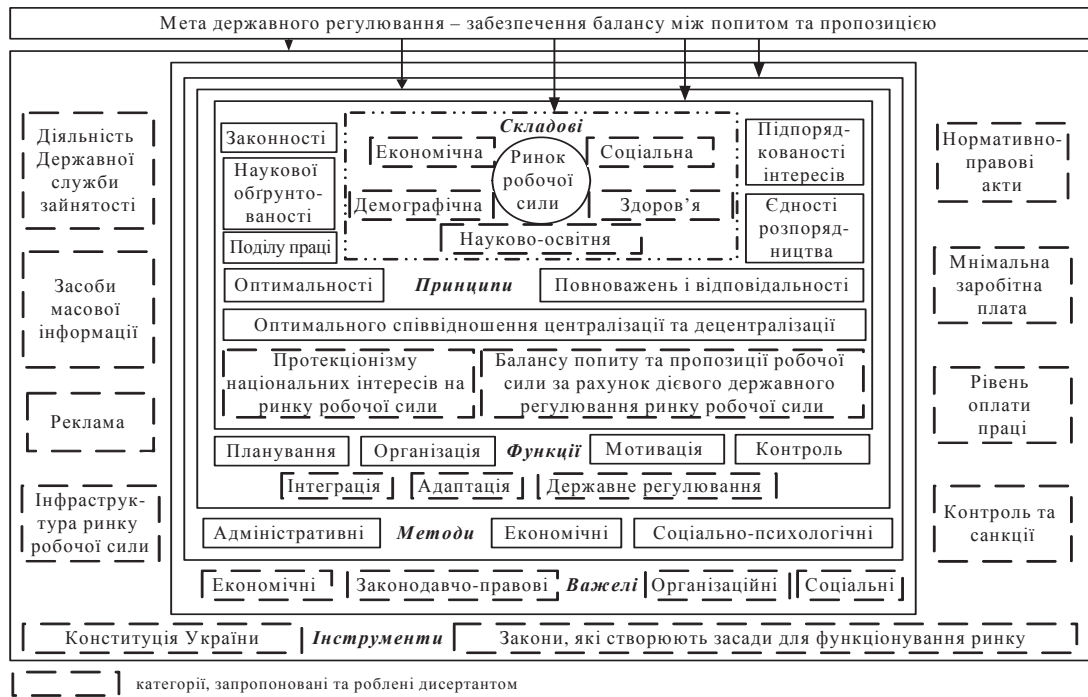 Мета державного регулювання – забезпечення балансу між попитом та пропозицією
Діяльність
Державної
служби
зайнятості
Засоби
масової
інформації
Реклама
Інфраструк-
тура ринку
робочої сили
Законності
Наукової
обґрунто-
ваності
Поділу праці
Складові
Економічна
Ринок
робочої
сили
Соціальна
Демографічна
Здоров’я
Науково-освітня
Підпоряд-
кованості
інтересів
Єдності
розпоряд-
ництва
Оптимальності
Принципи
Повноважень і відповідальності
Оптимального співвідношення централізації та децентралізації
Протекціонізму
національних інтересів на
ринку робочої сили
Балансу попиту та пропозиції робочої
сили за рахунок дієвого державного
регулювання ринку робочої сили
Планування
Організація
Функції
Мотивація
Контроль
Інтеграція
Адаптація
Державне регулювання
Адміністративні
Методи
Економічні
Соціально-психологічні
Економічні
Законодавчо-правові
Важелі
Організаційні
Соціальні
Нормативно-
правові
акти
Мнімальна
заробітна
плата
Рівень
оплати
праці
Контроль та
санкції
Конституція України
Інструменти
Закони, які створюють засади для функціонування ринку
категорії, запропоновані та роблені дисертантом